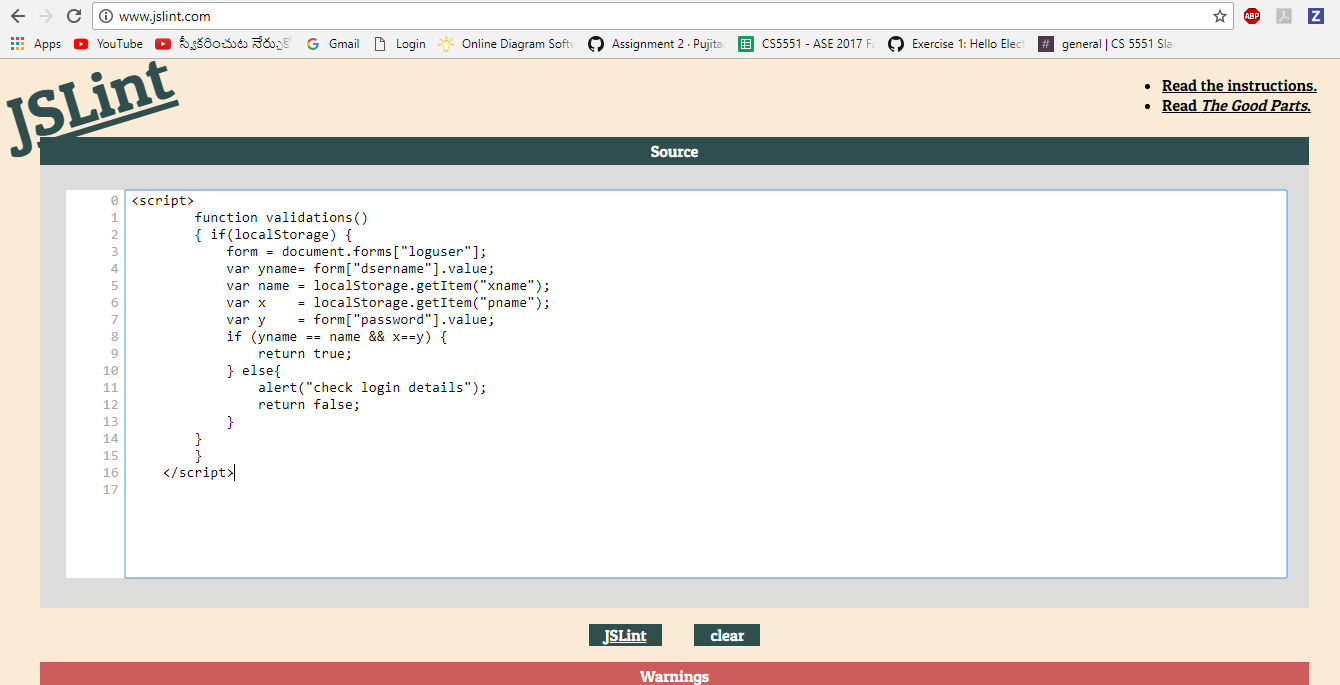 www.jslint.com
Apps YouTube స్వీకరించుట నేర్చుకో Gmail Login Online Diagram Softw Assignment 2 · Pujita CS5551 - ASE 2017 Fa Exercise 1: Hello Elect # general | CS 5551 Sla
ABP Z
JSLint
• Read the instructions.
• Read The Good Parts.
Source
0 <script>
1         function validations()
2         { if(localStorage) {
3             form = document.forms["loguser"];
4             var yname= form["dsername"].value;
5             var name = localStorage.getItem("xname");
6             var x    = localStorage.getItem("pname");
7             var y    = form["password"].value;
8             if (yname == name && x==y) {
9                 return true;
10             } else{
11                 alert("check login details");
12                 return false;
13             }
14         }
15         }
16     </script>
17
JSLint clear
Warnings